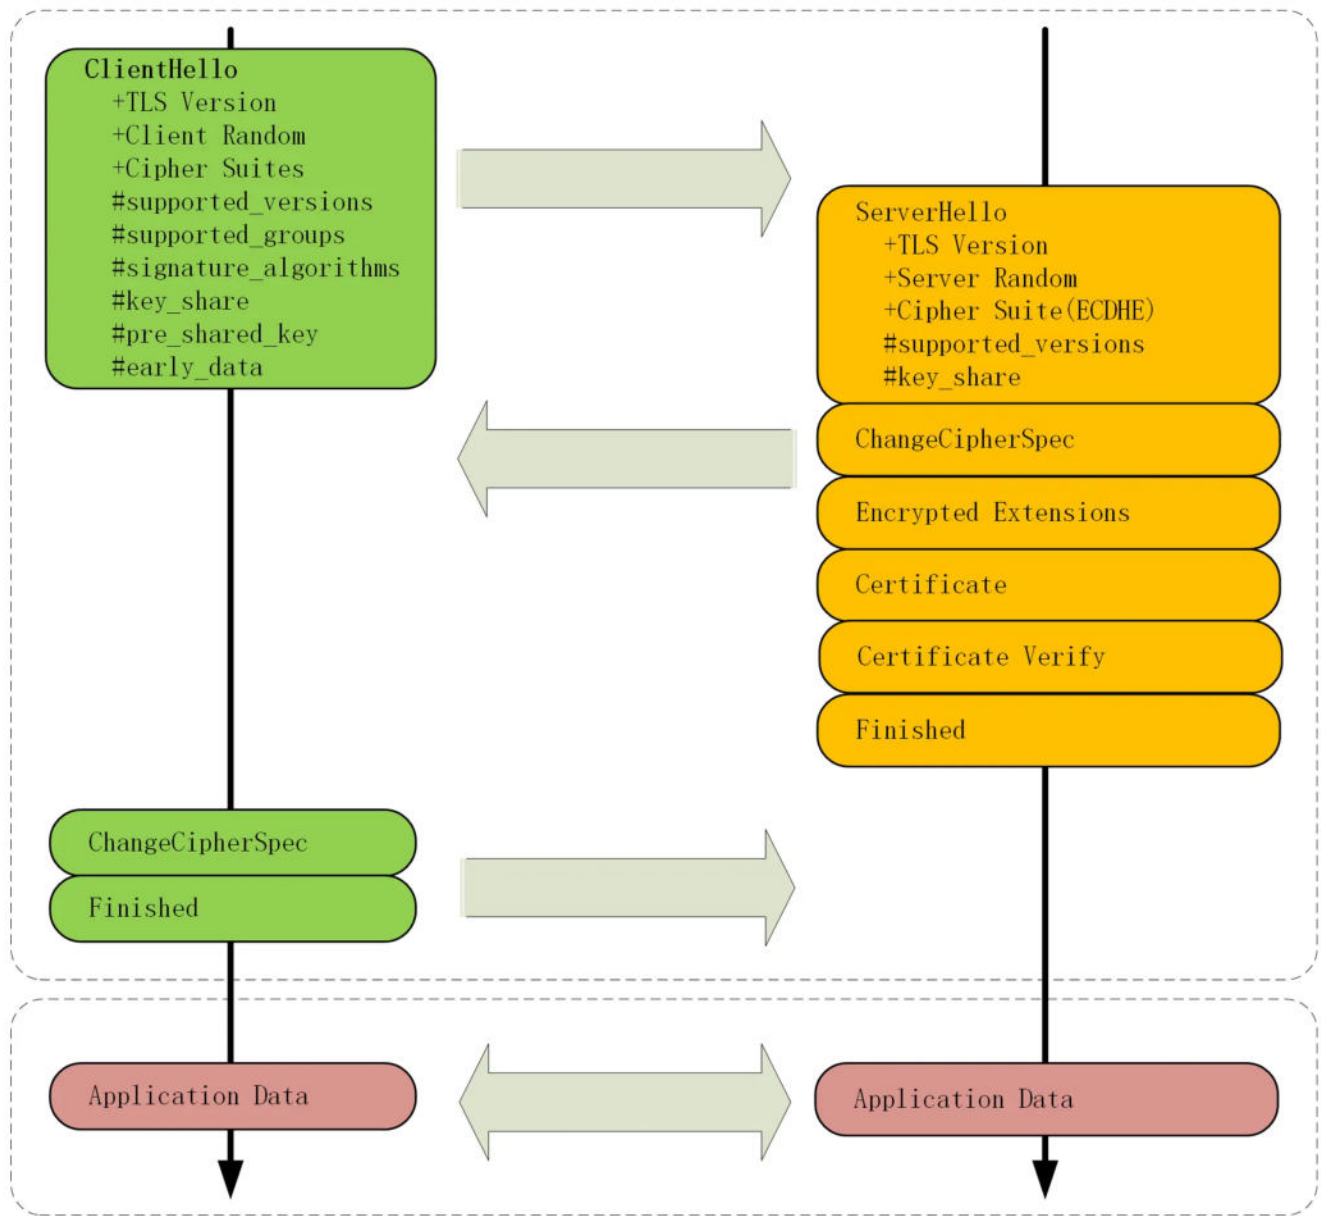 ClientHello
+TLS Version
+Client Random
+Cipher Suites
#supported_versions
#supported_groups
#signature_algorithms
#key_share
#pre_shared_key
#early_data
ServerHello
+TLS Version
+Server Random
+Cipher Suite(ECDHE)
#supported_versions
#key_share
ChangeCipherSpec
Encrypted Extensions
Certificate
Certificate Verify
Finished
ChangeCipherSpec
Finished
Application Data
Application Data